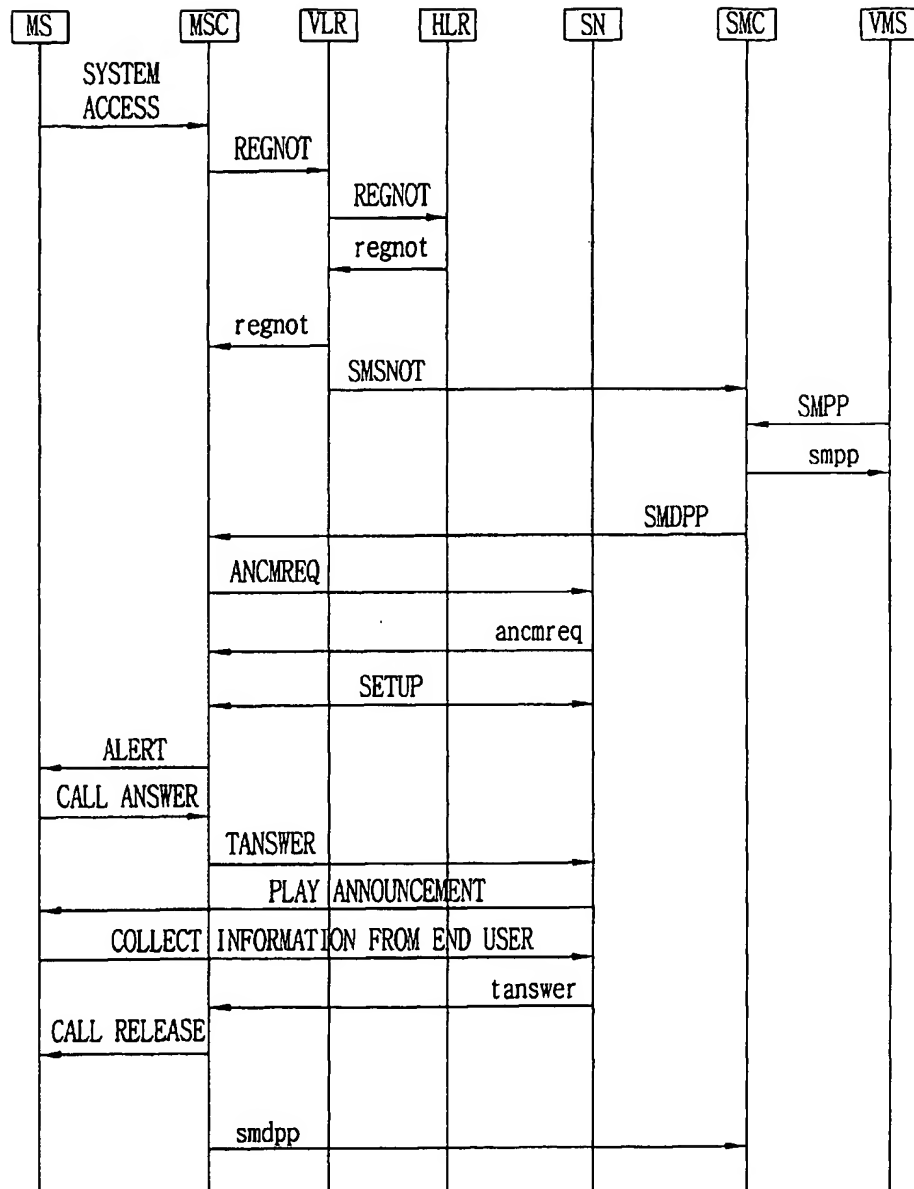 MS MSC VLR HLR SN SMC VMS
SYSTEM
ACCESS
REGNOT
REGNOT
regnot
regnot
SMSNOT
SMPP
smpp
SMDPP
ANCMREQ
ancmreq
SETUP
ALERT
CALL ANSWER
TANSWER
PLAY ANNOUNCEMENT
COLLECT INFORMATION FROM END USER
tanswer
CALL RELEASE
smdpp